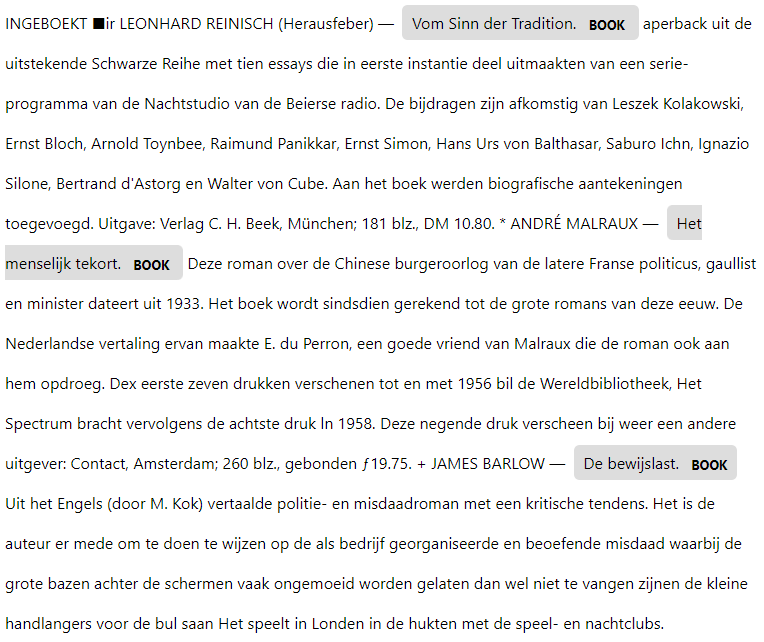 INGEBOEKT ■ir LEONHARD REINISCH (Herausfeber) — Vom Sinn der Tradition. BOOK aperback uit de
uitstekende Schwarze Reihe met tien essays die in eerste instantie deel uitmaakten van een serie-
programma van de Nachtstudio van de Beierse radio. De bijdragen zijn afkomstig van Leszek Kolakowski,
Ernst Bloch, Arnold Toynbee, Raimund Panikkar, Ernst Simon, Hans Urs von Balthasar, Saburo Ichn, Ignazio
Silone, Bertrand d'Astorg en Walter von Cube. Aan het boek werden biografische aantekeningen
toegevoegd. Uitgave: Verlag C. H. Beek, München; 181 blz., DM 10.80. * ANDRÉ MALRAUX — Het
menselijk tekort. BOOK Deze roman over de Chinese burgeroorlog van de latere Franse politicus, gaullist
en minister dateert uit 1933. Het boek wordt sindsdien gerekend tot de grote romans van deze eeuw. De
Nederlandse vertaling ervan maakte E. du Perron, een goede vriend van Malraux die de roman ook aan
hem opdroeg. Dex eerste zeven drukken verschenen tot en met 1956 bil de Wereldbibliotheek, Het
Spectrum bracht vervolgens de achtste druk ln 1958. Deze negende druk verscheen bij weer een andere
uitgever: Contact, Amsterdam; 260 blz., gebonden ƒ19.75. + JAMES BARLOW — De bewijslast. BOOK
Uit het Engels (door M. Kok) vertaalde politie- en misdaadroman met een kritische tendens. Het is de
auteur er mede om te doen te wijzen op de als bedrijf georganiseerde en beoefende misdaad waarbij de
grote bazen achter de schermen vaak ongemoeid worden gelaten dan wel niet te vangen zijnen de kleine
handlangers voor de bul saan Het speelt in Londen in de hukten met de speel- en nachtclubs.